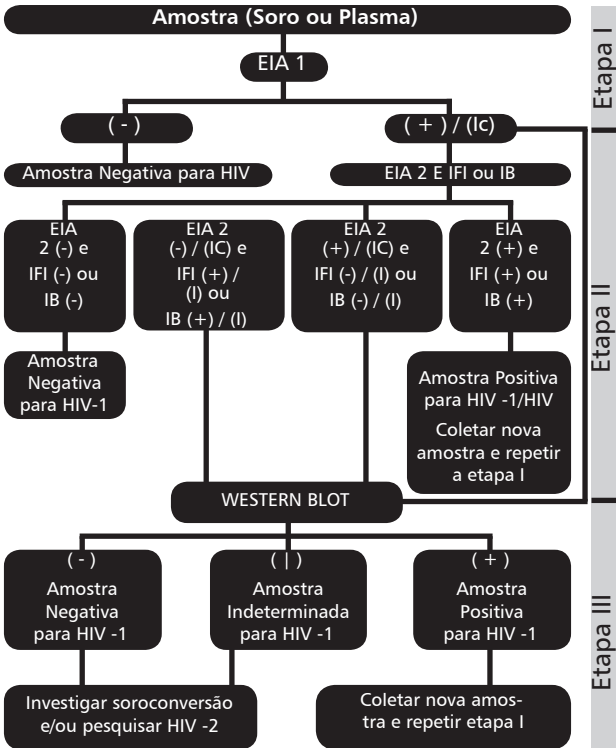 Amostra (Soro ou Plasma)
EIA 1
( - )
( + ) / (Ic)
Amostra Negativa para HIV
EIA 2 E IFI ou IB
Etapa I
EIA
2 (-) e
IFI (-) ou
IB (-)
EIA 2
(-) / (IC) e
IFI (+) /
(I) ou
IB (+) / (I)
EIA 2
(+) / (IC) e
IFI (-) / (I) ou
IB (-) / (I)
EIA
2 (+) e
IFI (+) ou
IB (+)
Amostra
Negativa
para HIV-1
Amostra Positiva
para HIV -1/HIV
Coletar nova
amostra e repetir
a etapa I
Etapa II
WESTERN BLOT
( - )
Amostra
Negativa
para HIV -1
( | )
Amostra
Indeterminada
para HIV -1
( + )
Amostra
Positiva
para HIV -1
Investigar soroconversão
e/ou pesquisar HIV -2
Coletar nova amos-
tra e repetir etapa I
Etapa III